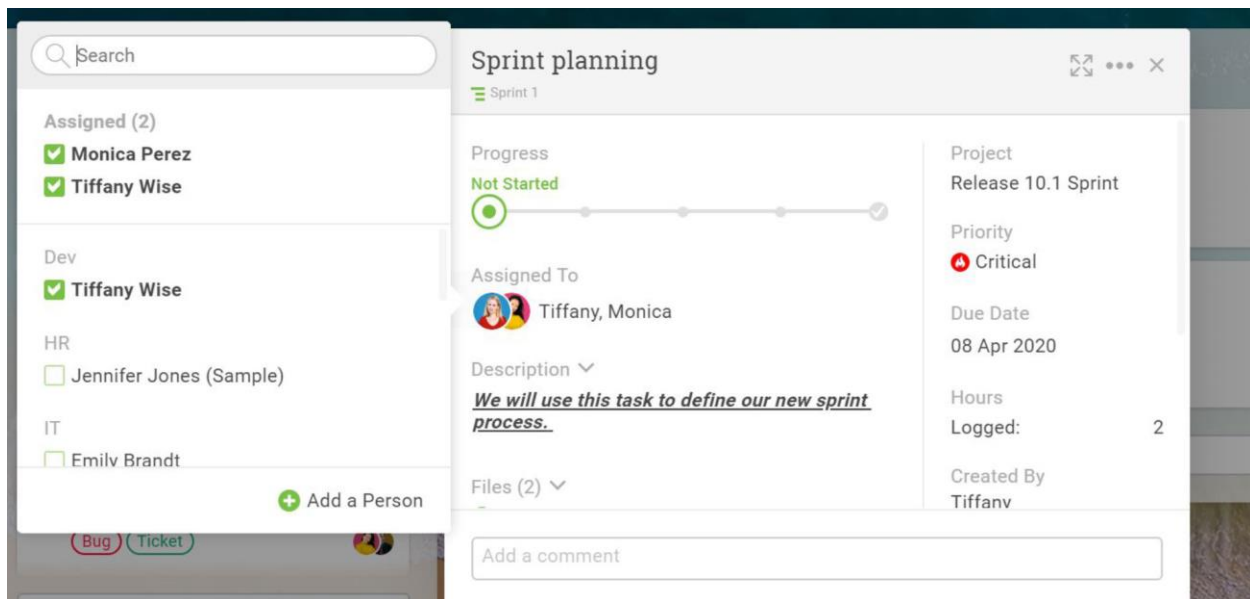 Search
Assigned (2)
Monica Perez
Tiffany Wise
Dev
Tiffany Wise
HR
Jennifer Jones (Sample)
IT
Emily Brandt
Add a Person
Bug Ticket
Sprint planning
Sprint 1
Progress
Not Started
Assigned To
Tiffany, Monica
Description
We will use this task to define our new sprint
process.
Files (2)
Add a comment
Project
Release 10.1 Sprint
Priority
Critical
Due Date
08 Apr 2020
Hours
Logged: 2
Created By
Tiffany